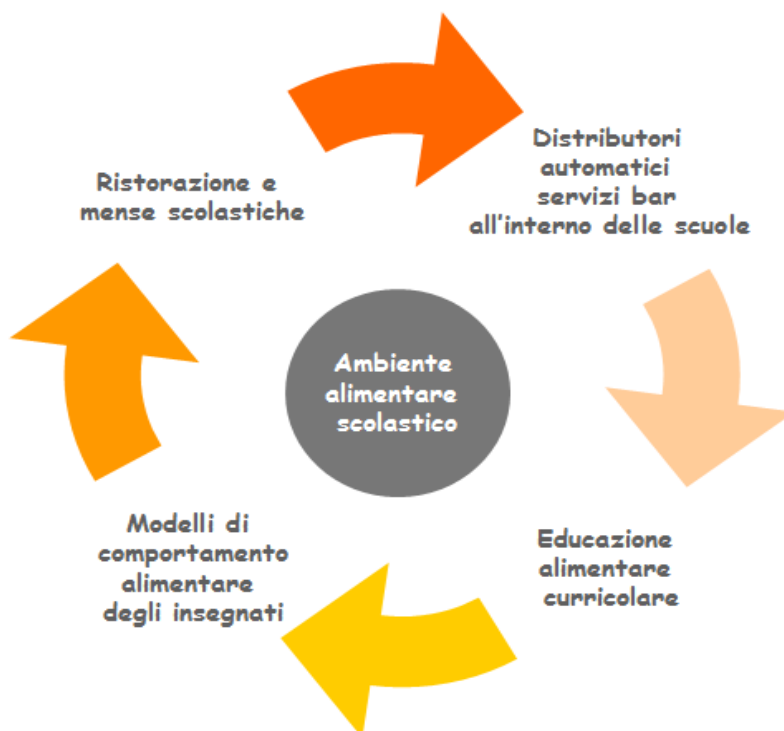 Ristorazione e
mense scolastiche
Distributori
automatici
servizi bar
all'interno delle scuole
Ambiente
alimentare
scolastico
Educazione
alimentare
curricolare
Modelli di
comportamento
alimentare
degli insegnati